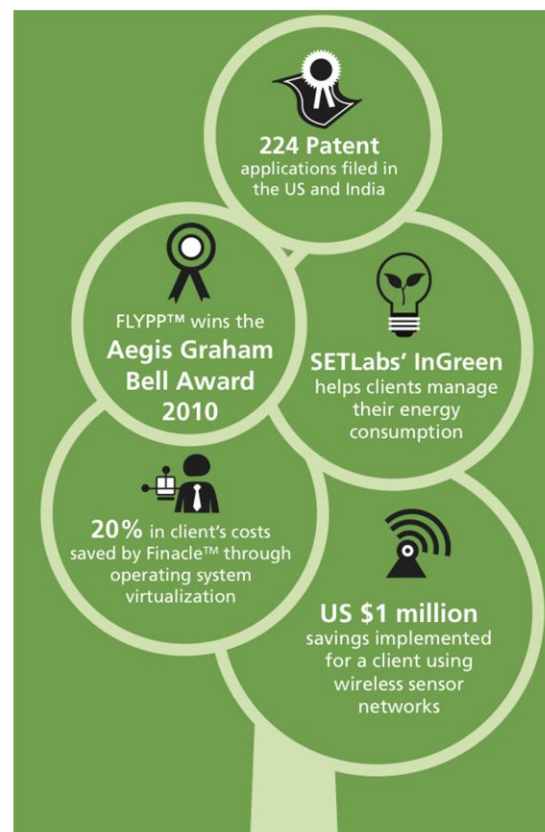 224 Patent
applications filed in
the US and India
FLYPP™ wins the
Aegis Graham
Bell Award
2010
SETLabs' InGreen
helps clients manage
their energy
consumption
20% in client's costs
saved by Finacle™ through
operating system
virtualization
US $1 million
savings implemented
for a client using
wireless sensor
networks